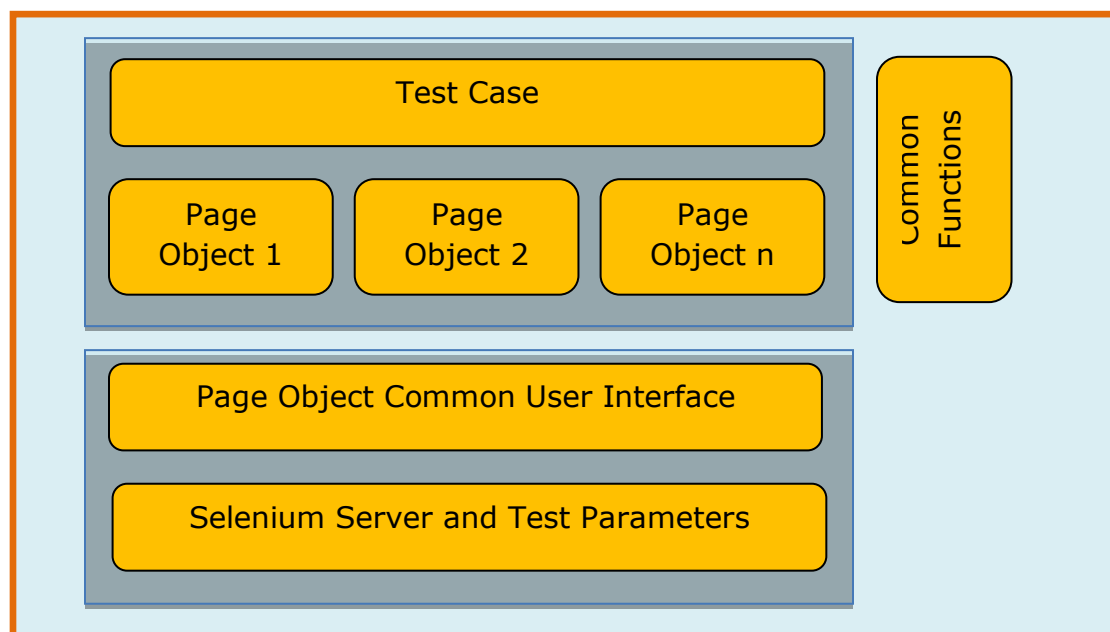 Test Case
Common
Functions
Page
Object 1
Page
Object 2
Page
Object n
Page Object Common User Interface
Selenium Server and Test Parameters